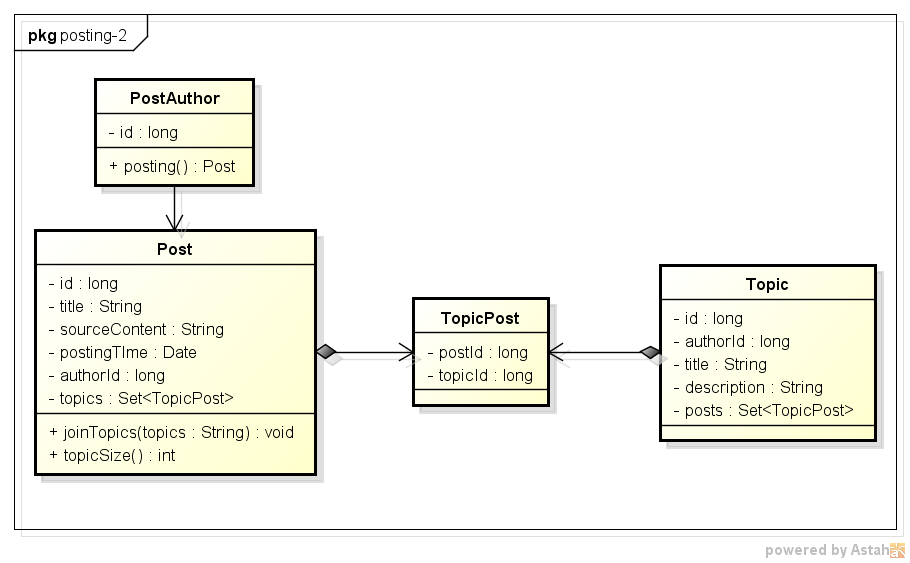 pkg posting-2
PostAuthor
- id : long
+ posting() : Post
Post
- id : long
- title : String
- sourceContent : String
- postingTIme : Date
- authorId : long
- topics : Set<TopicPost>
+ joinTopics(topics : String) : void
+ topicSize() : int
TopicPost
- postId : long
- topicId : long
Topic
- id : long
- authorId : long
- title : String
- description : String
- posts : Set<TopicPost>
powered by Astah